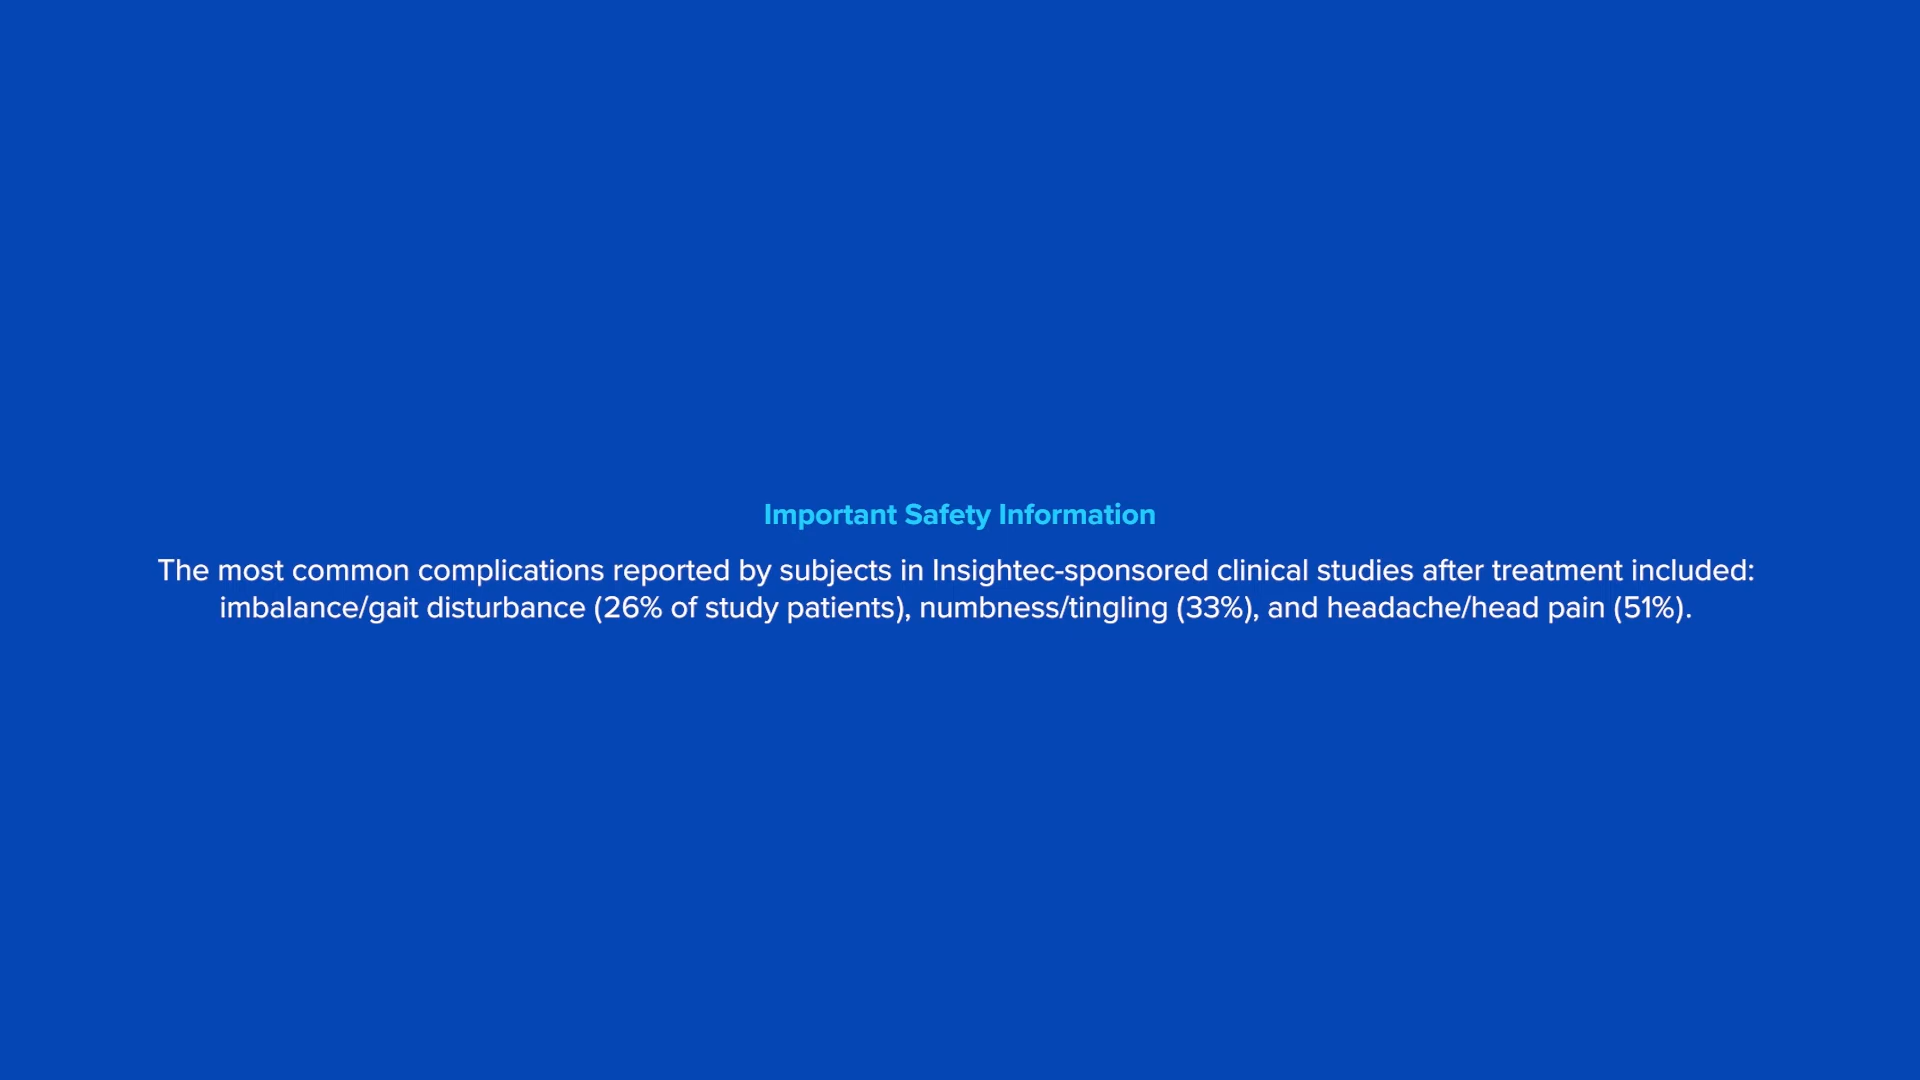 Important Safety Information
The most common complications reported by subjects in Insightec-sponsored clinical studies after treatment included:
imbalance/gait disturbance (26% of study patients), numbness/tingling (33%), and headache/head pain (51%).